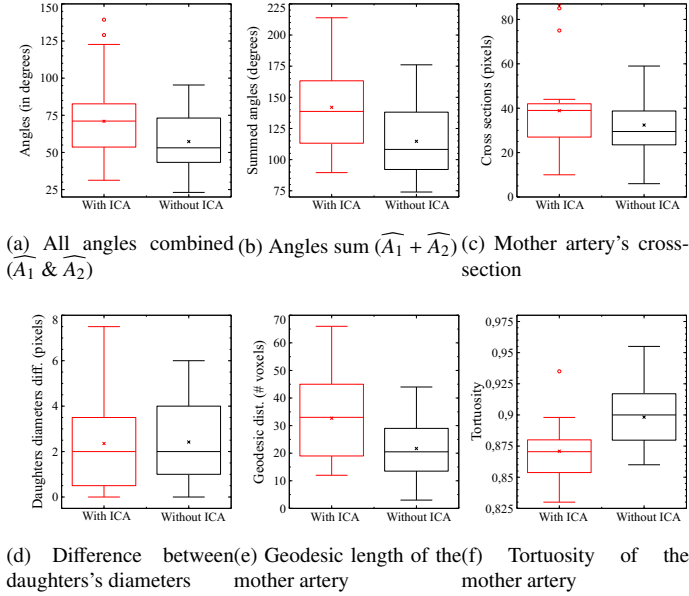 150
125
100
75
50
25
Angles (in degrees)
With ICA Without ICA
225
200
175
150
125
100
75
Summed angles (degrees)
With ICA Without ICA
80
60
40
20
0
Cross sections (pixels)
With ICA Without ICA
(a) All angles combined (Â₁ & Â₂)
(b) Angles sum (Â₁ + Â₂)
(c) Mother artery's cross-section
8
6
4
2
0
Daughters diameters diff. (pixels)
With ICA Without ICA
70
60
50
40
30
20
10
0
Geodesic dist. (# voxels)
With ICA Without ICA
0,975
0,95
0,925
0,9
0,875
0,85
0,825
Tortuosity
With ICA Without ICA
(d) Difference between daughters's diameters
(e) Geodesic length of the mother artery
(f) Tortuosity of the mother artery